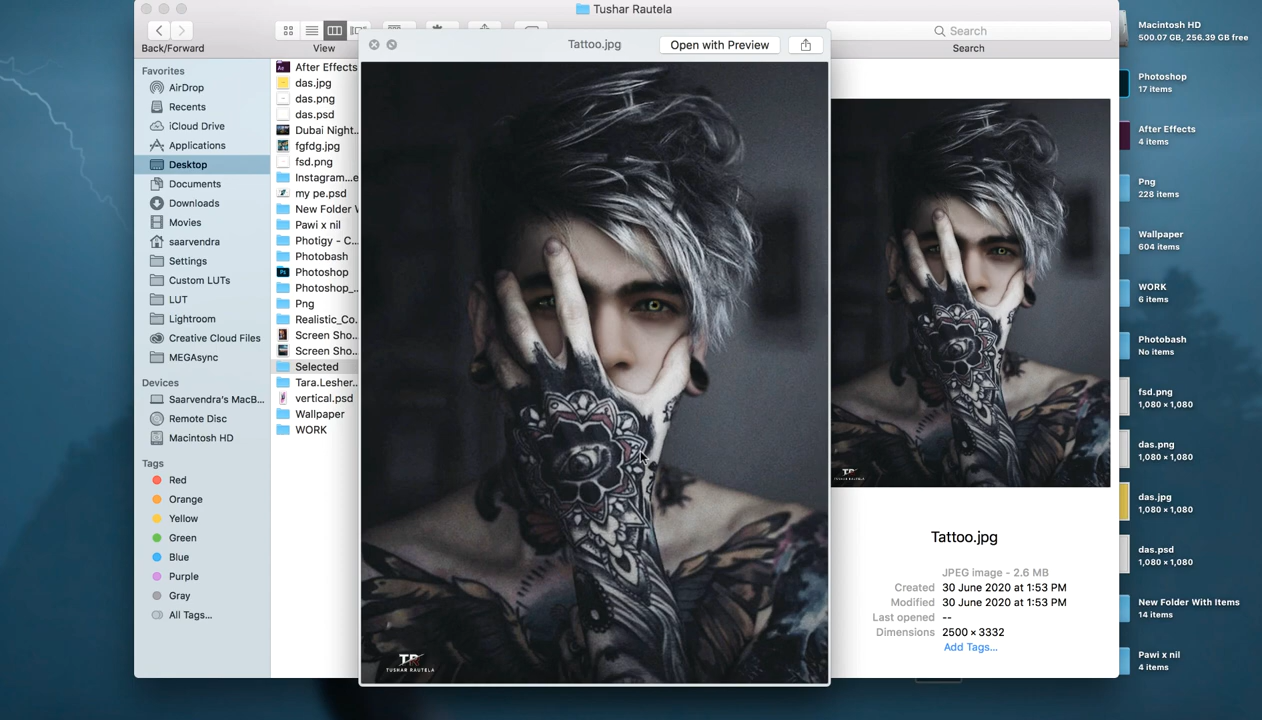 Tushar Rautela
Back/Forward
View
Search
Search
Tattoo.jpg
Open with Preview
Favorites
AirDrop
Recents
iCloud Drive
Applications
Desktop
Documents
Downloads
Movies
saarvendra
Settings
Custom LUTs
LUT
Lightroom
Creative Cloud Files
MEGAsync
Devices
Saarvendra's MacB...
Remote Disc
Macintosh HD
Tags
Red
Orange
Yellow
Green
Blue
Purple
Gray
All Tags...
After Effects
das.jpg
das.png
das.psd
Dubai Night...
fgfdg.jpg
fsd.png
Instagram...e
my pe.psd
New Folder W
Pawi x nil
Photigy - C...
Photobash
Photoshop
Photoshop_..
Png
Realistic_Co..
Screen Sho..
Screen Sho..
Selected
Tara.Lesher..
vertical.psd
Wallpaper
WORK
TR
TUSHAR RAUTELA
Tattoo.jpg
JPEG image - 2.6 MB
Created 30 June 2020 at 1:53 PM
Modified 30 June 2020 at 1:53 PM
Last opened --
Dimensions 2500 × 3332
Add Tags...
Macintosh HD
500.07 GB, 256.39 GB free
Photoshop
17 items
After Effects
4 items
Png
228 items
Wallpaper
604 items
WORK
6 items
Photobash
No items
fsd.png
1,080 × 1,080
das.png
1,080 × 1,080
das.jpg
1,080 × 1,080
das.psd
1,080 × 1,080
New Folder With Items
14 items
Pawi x nil
4 items